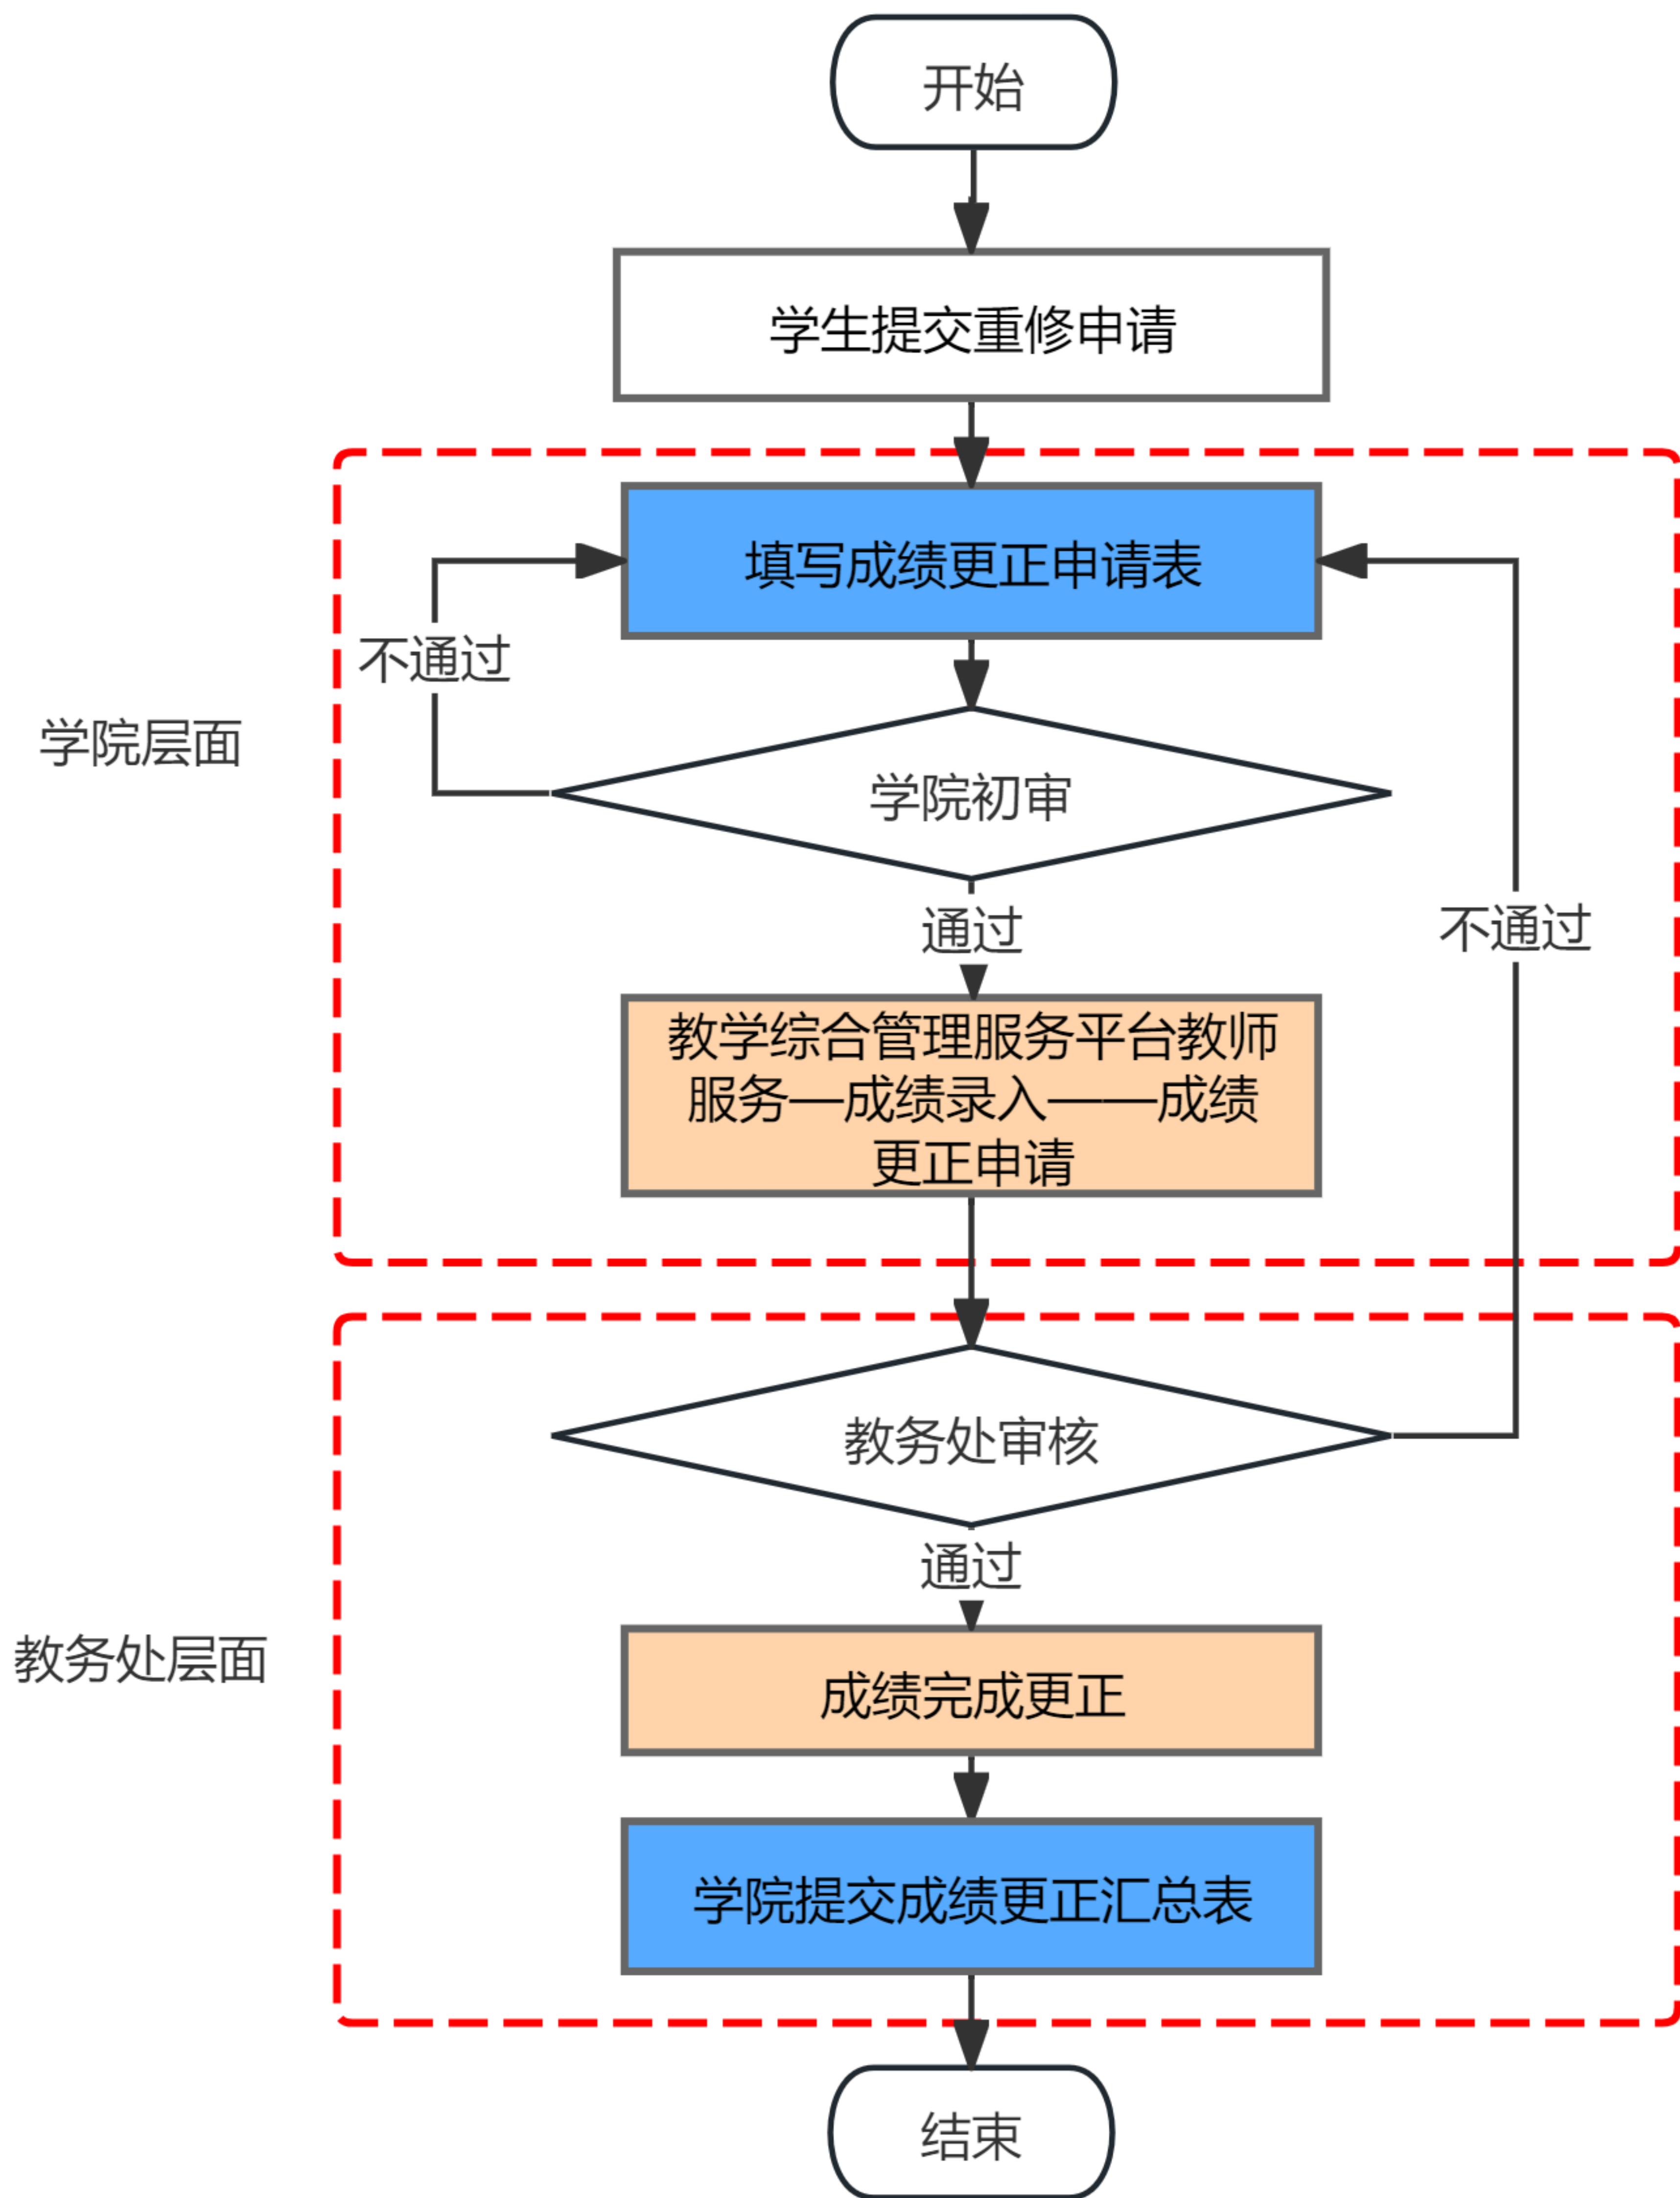 开始
学生提交重修申请
填写成绩更正申请表
不通过
学院层面
学院初审
通过
不通过
教学综合管理服务平台教师
服务—成绩录入——成绩
更正申请
教务处审核
通过
教务处层面
成绩完成更正
学院提交成绩更正汇总表
结束